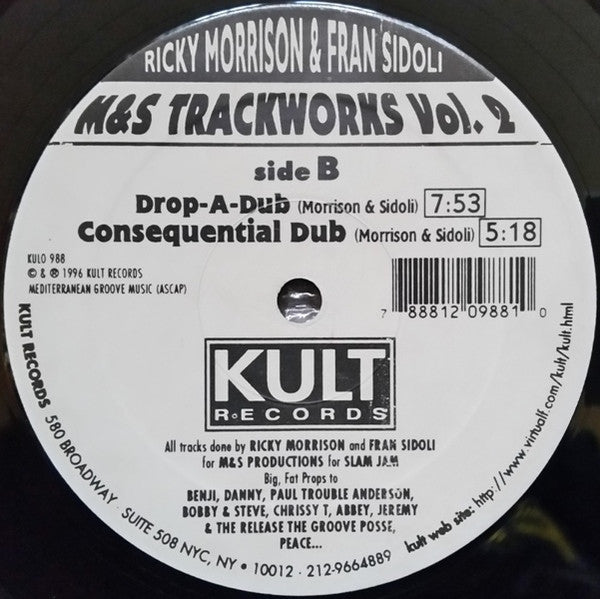 RICKY MORRISON & FRAN SIDOLI
M&S TRACKWORKS Vol. 2
side B
Drop-A-Dub (Morrison & Sidoli) 7:53
Consequential Dub (Morrison & Sidoli) 5:18
KULO 988
© & ℗ 1996 KULT RECORDS
MEDITERRANEAN GROOVE MUSIC (ASCAP)
7 88812 09881 0
KULT
RECORDS
All tracks done by RICKY MORRISON and FRAN SIDOLI
for M&S PRODUCTIONS for SLAM JAM
Big, Fat Props to
BENJI, DANNY, PAUL TROUBLE ANDERSON,
BOBBY & STEVE, CHRISSY T, ABBEY, JEREMY
& THE RELEASE THE GROOVE POSSE,
PEACE...
KULT RECORDS 580 BROADWAY · SUITE 508 NYC, NY • 10012 · 212-9664889
kult web site: http://www.virtualf.com/kult/kult.html